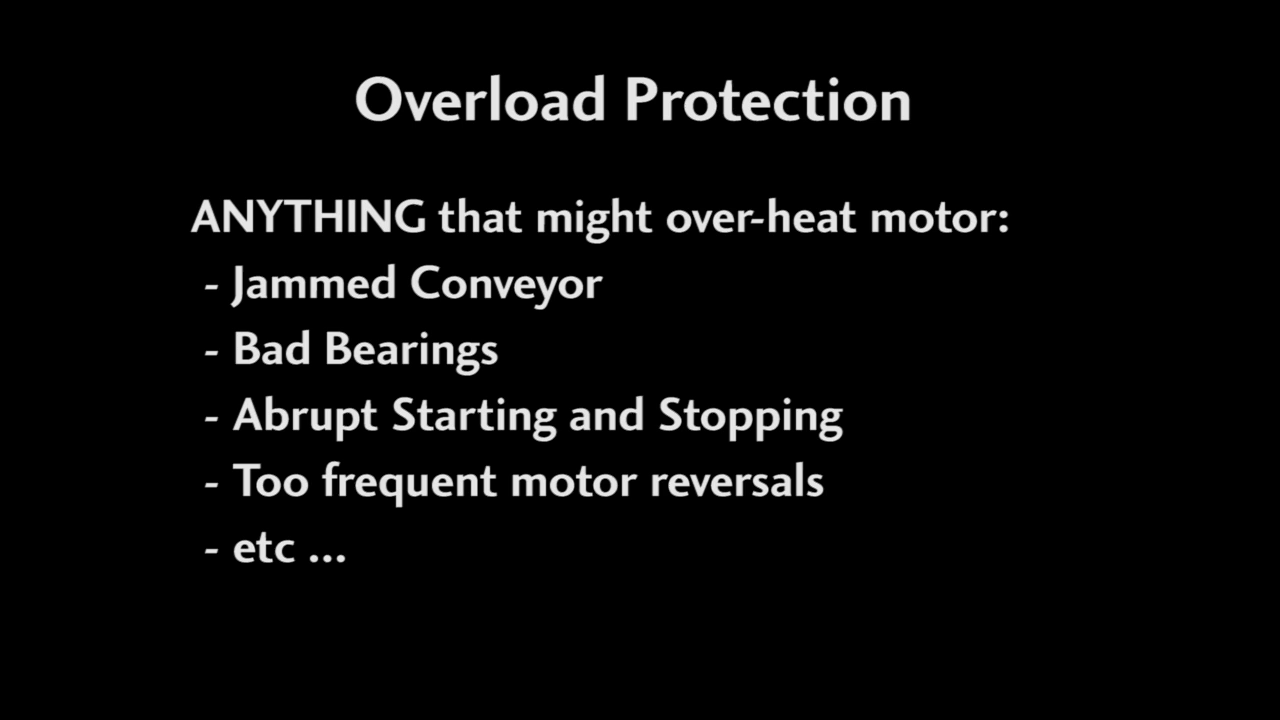 Overload Protection
ANYTHING that might over-heat motor:
- Jammed Conveyor
- Bad Bearings
- Abrupt Starting and Stopping
- Too frequent motor reversals
- etc ...